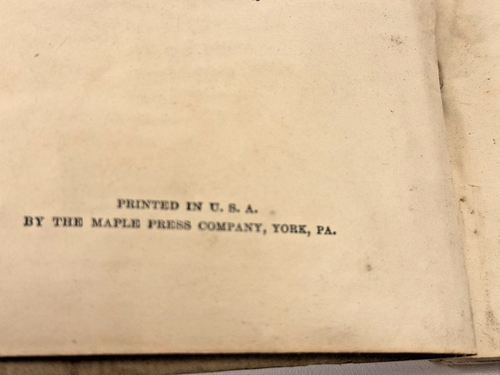 PRINTED IN U. S. A.
BY THE MAPLE PRESS COMPANY, YORK, PA.